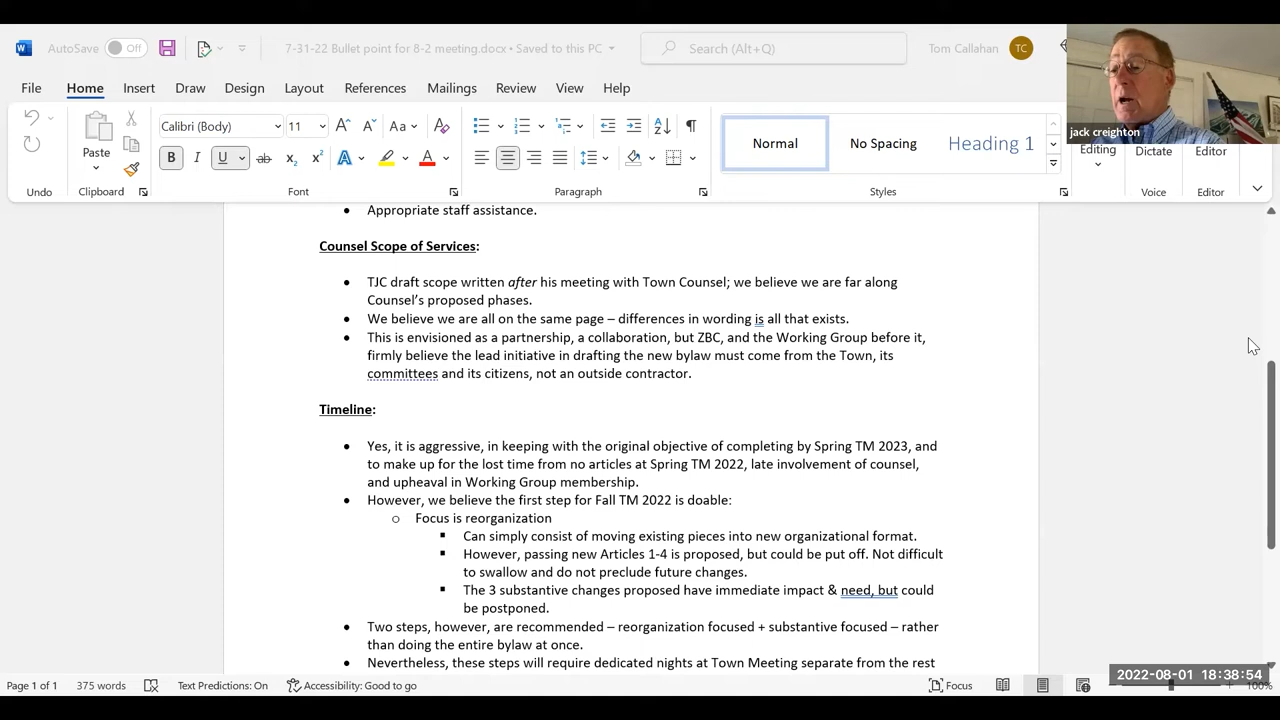 AutoSave Off 7-31-22 Bullet point for 8-2 meeting.docx • Saved to this PC Search (Alt+Q) Tom Callahan TC
jack creighton
File Home Insert Draw Design Layout References Mailings Review View Help
Paste Calibri (Body) 11 Aa Normal No Spacing Heading 1 Editing Dictate Editor
Undo Clipboard Font Paragraph Styles Voice Editor
• Appropriate staff assistance.
Counsel Scope of Services:
• TJC draft scope written after his meeting with Town Counsel; we believe we are far along
Counsel's proposed phases.
• We believe we are all on the same page – differences in wording is all that exists.
• This is envisioned as a partnership, a collaboration, but ZBC, and the Working Group before it,
firmly believe the lead initiative in drafting the new bylaw must come from the Town, its
committees and its citizens, not an outside contractor.
Timeline:
• Yes, it is aggressive, in keeping with the original objective of completing by Spring TM 2023, and
to make up for the lost time from no articles at Spring TM 2022, late involvement of counsel,
and upheaval in Working Group membership.
• However, we believe the first step for Fall TM 2022 is doable:
o Focus is reorganization
▪ Can simply consist of moving existing pieces into new organizational format.
▪ However, passing new Articles 1-4 is proposed, but could be put off. Not difficult
to swallow and do not preclude future changes.
▪ The 3 substantive changes proposed have immediate impact & need, but could
be postponed.
• Two steps, however, are recommended – reorganization focused + substantive focused – rather
than doing the entire bylaw at once.
• Nevertheless, these steps will require dedicated nights at Town Meeting separate from the rest
2022-08-01 18:38:54
Page 1 of 1 375 words Text Predictions: On Accessibility: Good to go Focus 100%